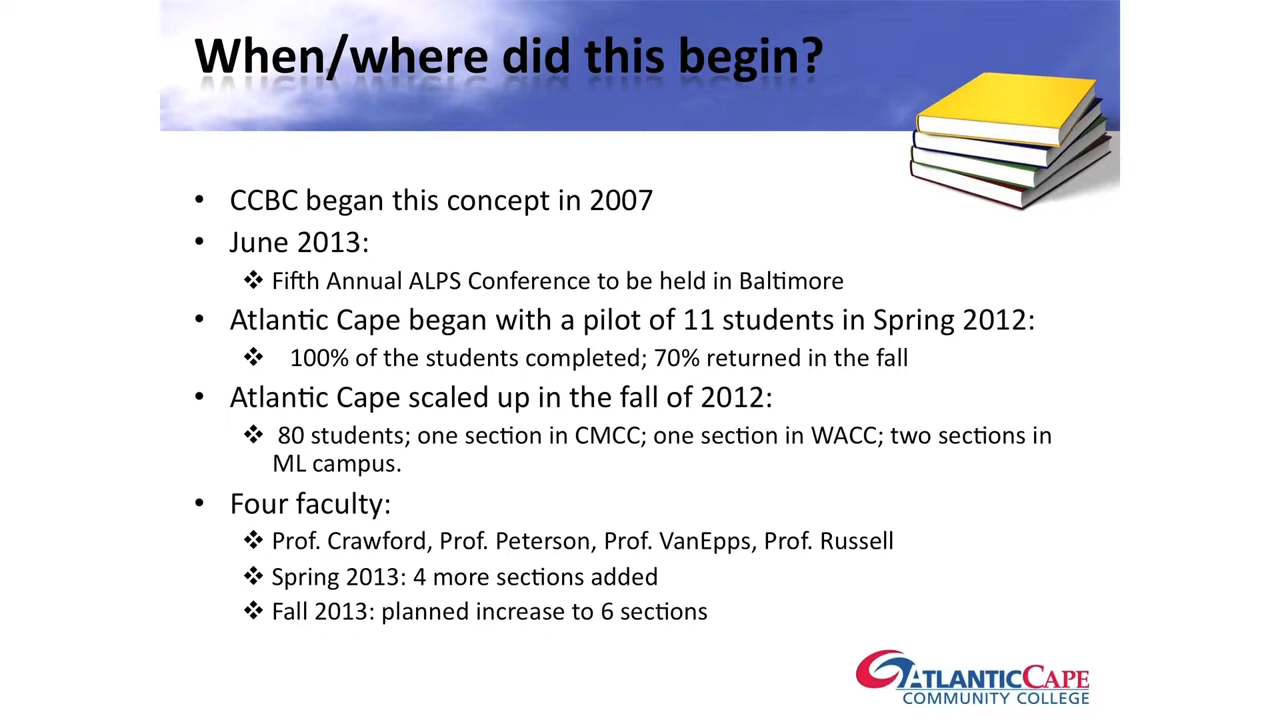 When/where did this begin?
• CCBC began this concept in 2007
• June 2013:
❖ Fifth Annual ALPS Conference to be held in Baltimore
• Atlantic Cape began with a pilot of 11 students in Spring 2012:
❖ 100% of the students completed; 70% returned in the fall
• Atlantic Cape scaled up in the fall of 2012:
❖ 80 students; one section in CMCC; one section in WACC; two sections in
ML campus.
• Four faculty:
❖ Prof. Crawford, Prof. Peterson, Prof. VanEpps, Prof. Russell
❖ Spring 2013: 4 more sections added
❖ Fall 2013: planned increase to 6 sections
ATLANTICCAPE
COMMUNITY COLLEGE